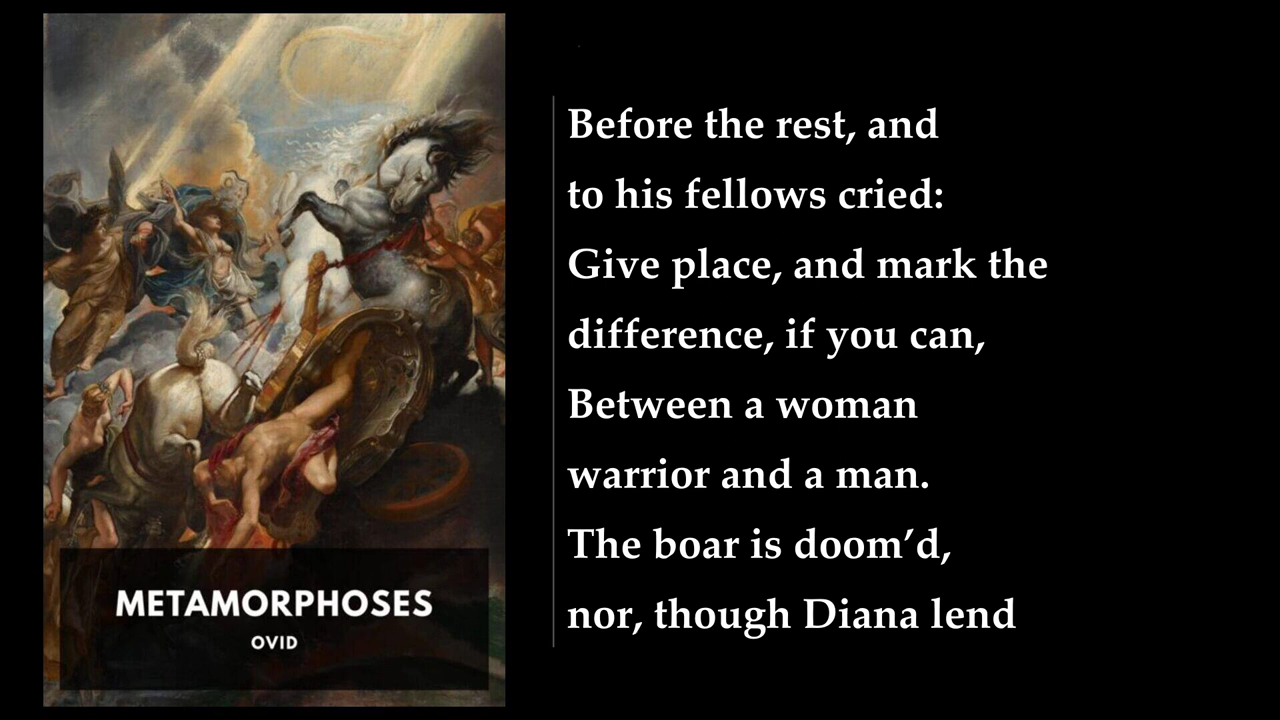 METAMORPHOSES
OVID
Before the rest, and
to his fellows cried:
Give place, and mark the
difference, if you can,
Between a woman
warrior and a man.
The boar is doom’d,
nor, though Diana lend